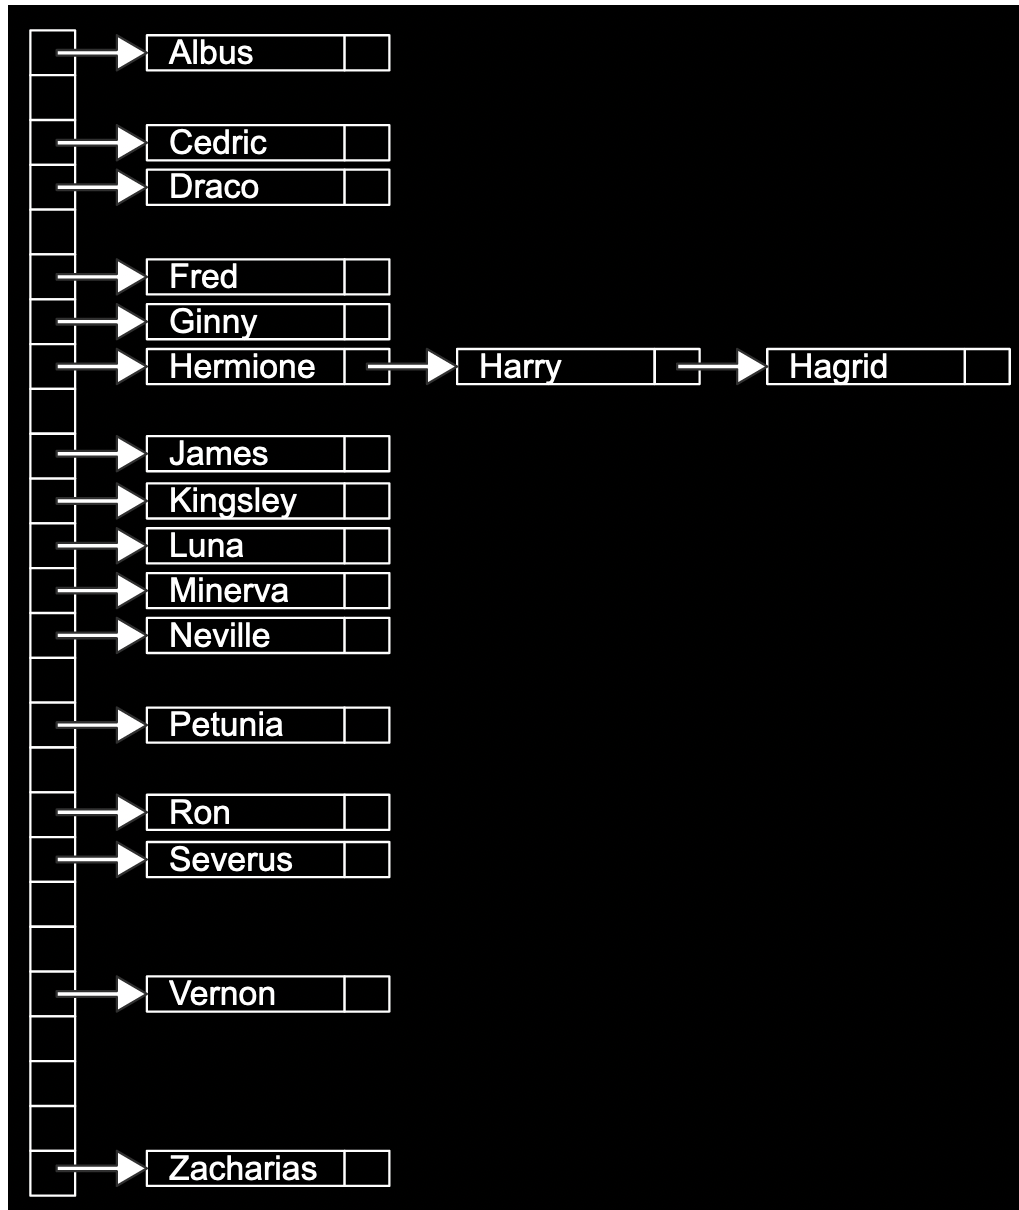 Albus
Cedric
Draco
Fred
Ginny
Hermione Harry Hagrid
James
Kingsley
Luna
Minerva
Neville
Petunia
Ron
Severus
Vernon
Zacharias